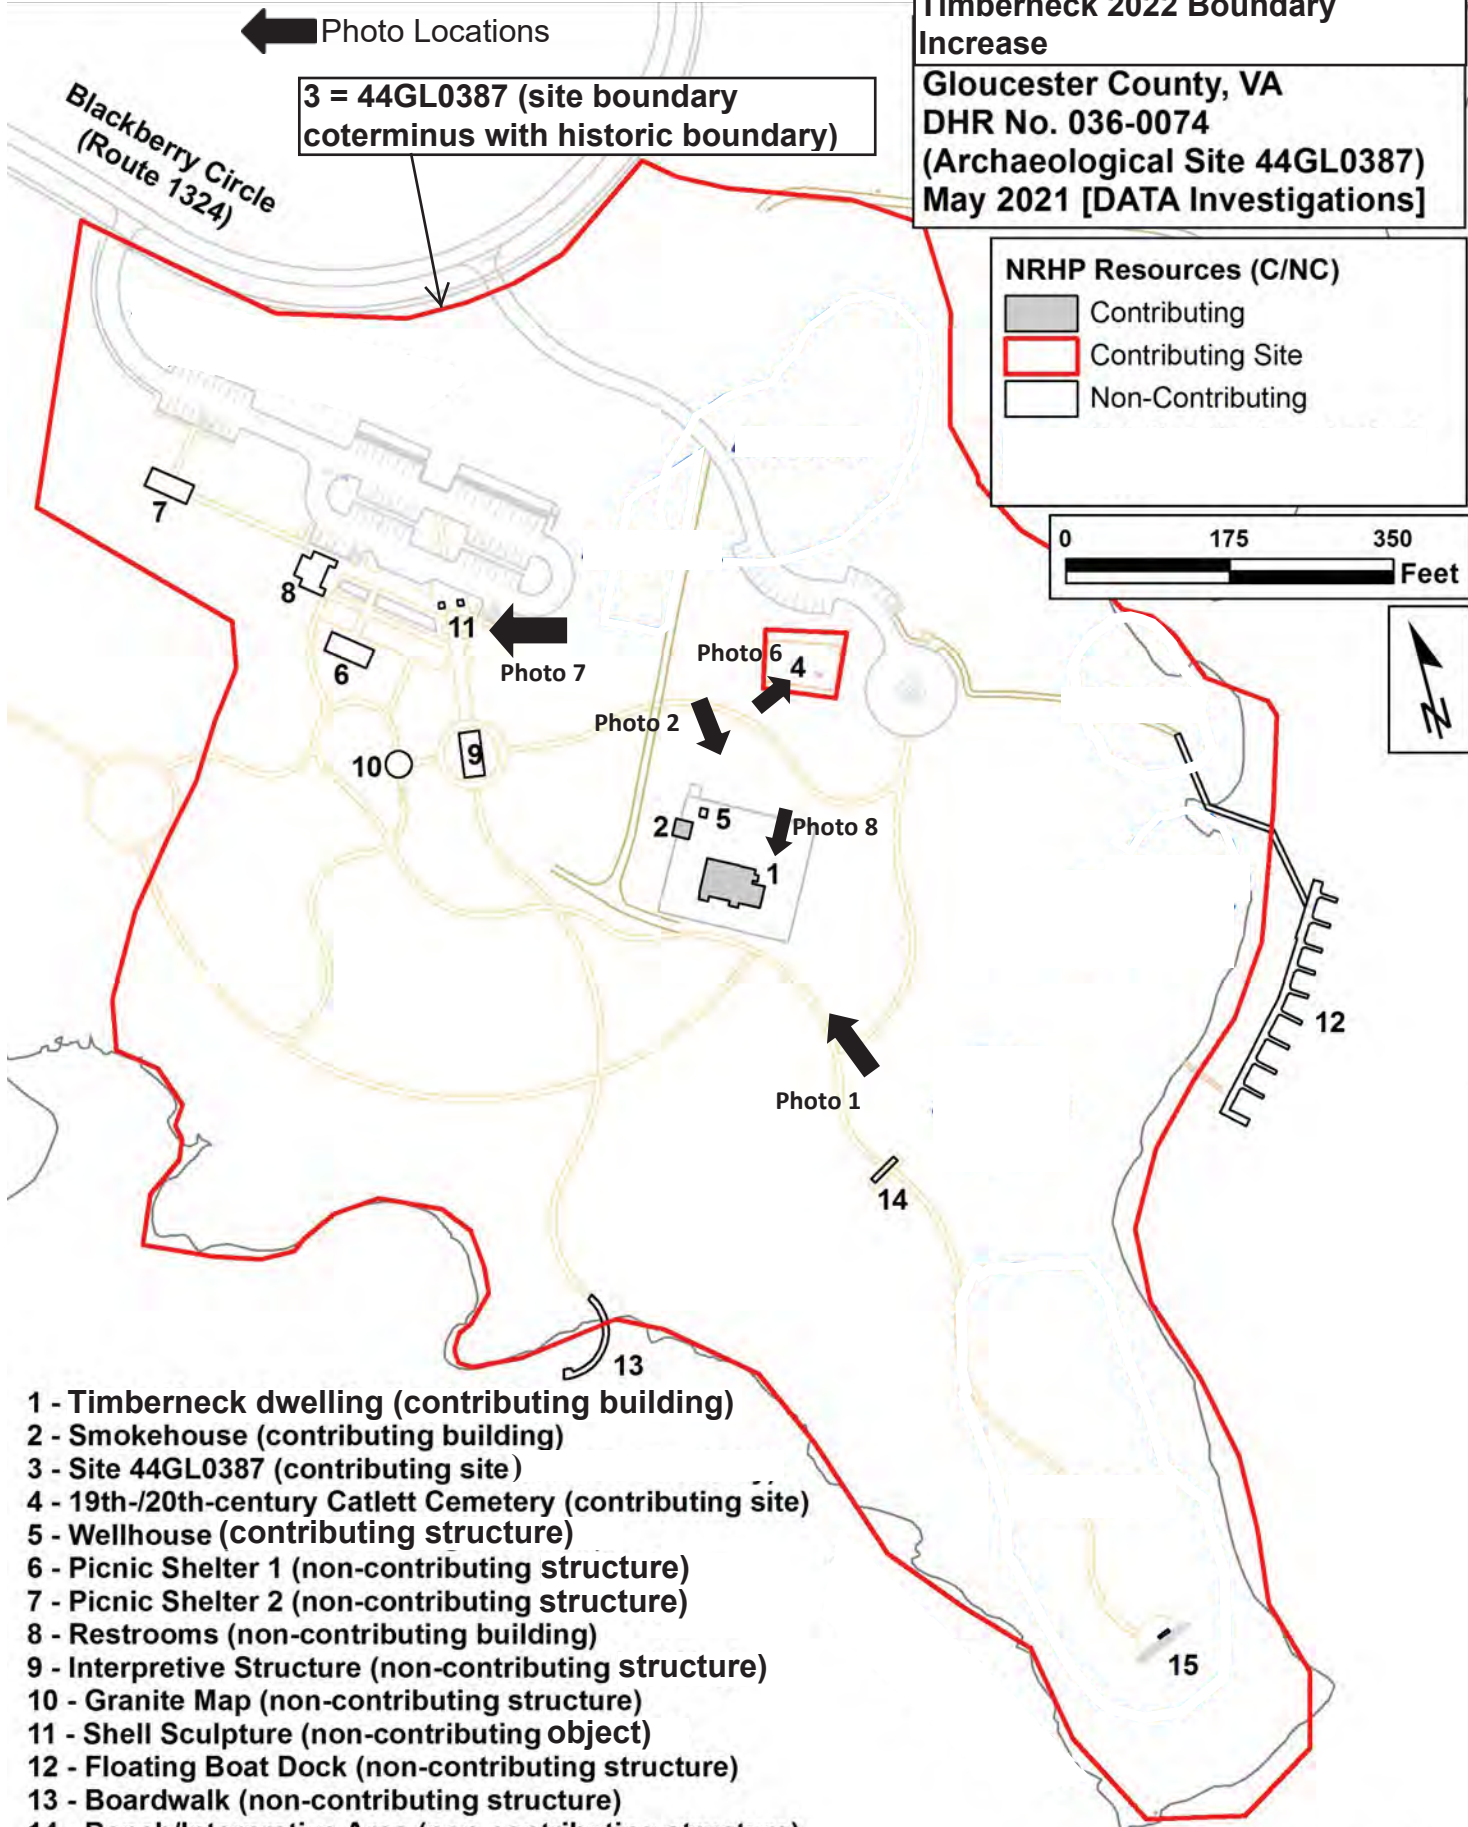 Timberneck 2022 Boundary
Increase
Gloucester County, VA
DHR No. 036-0074
(Archaeological Site 44GL0387)
May 2021 [DATA Investigations]
Photo Locations
3 = 44GL0387 (site boundary
coterminus with historic boundary)
Blackberry Circle
(Route 1324)
NRHP Resources (C/NC)
Contributing
Contributing Site
Non-Contributing
0 175 350
Feet
N
7
8
11
Photo 7
6
Photo 6
4
Photo 2
10
9
2
5
Photo 8
1
12
Photo 1
14
13
15
1 - Timberneck dwelling (contributing building)
2 - Smokehouse (contributing building)
3 - Site 44GL0387 (contributing site)
4 - 19th-/20th-century Catlett Cemetery (contributing site)
5 - Wellhouse (contributing structure)
6 - Picnic Shelter 1 (non-contributing structure)
7 - Picnic Shelter 2 (non-contributing structure)
8 - Restrooms (non-contributing building)
9 - Interpretive Structure (non-contributing structure)
10 - Granite Map (non-contributing structure)
11 - Shell Sculpture (non-contributing object)
12 - Floating Boat Dock (non-contributing structure)
13 - Boardwalk (non-contributing structure)
14 - Bench/Interpretive Area (non-contributing structure)